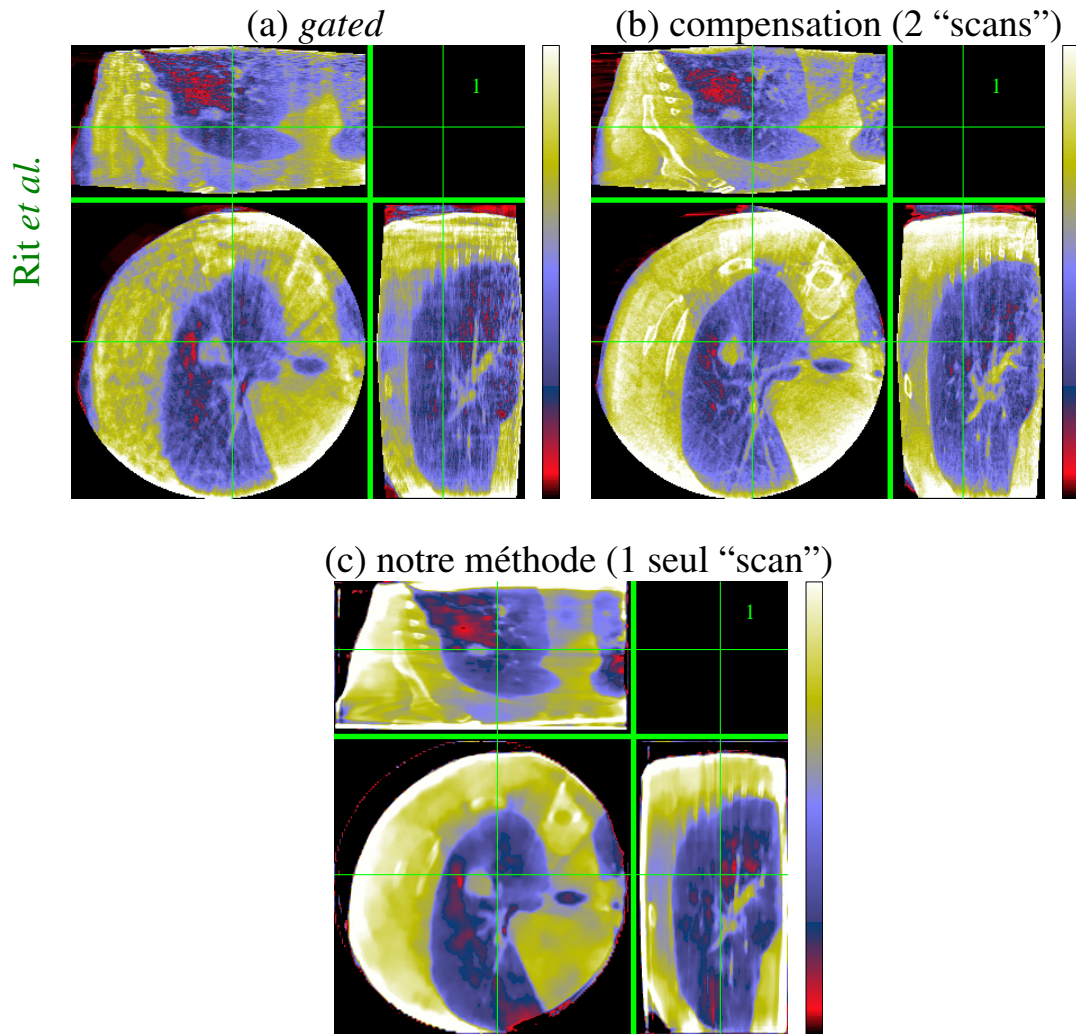 (a) gated
(b) compensation (2 “scans”)
1
1
Rit et al.
(c) notre méthode (1 seul “scan”)
1